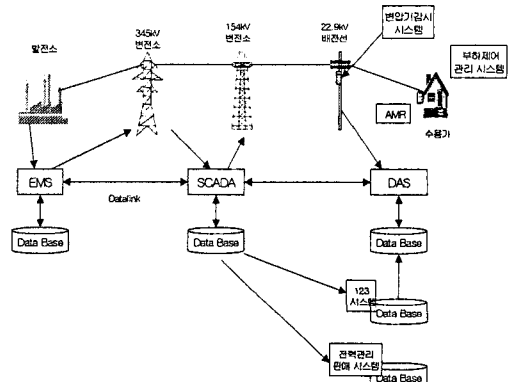 변압기감시
시스템
345kV
변전소
154kV
변전소
22.9kV
배전선
발전소
부하제어
관리 시스템
AMR
수용가
EMS
SCADA
DAS
Datalink
Data Base
Data Base
Data Base
123
시스템
Data Base
전력관리
판매 시스템
Data Base